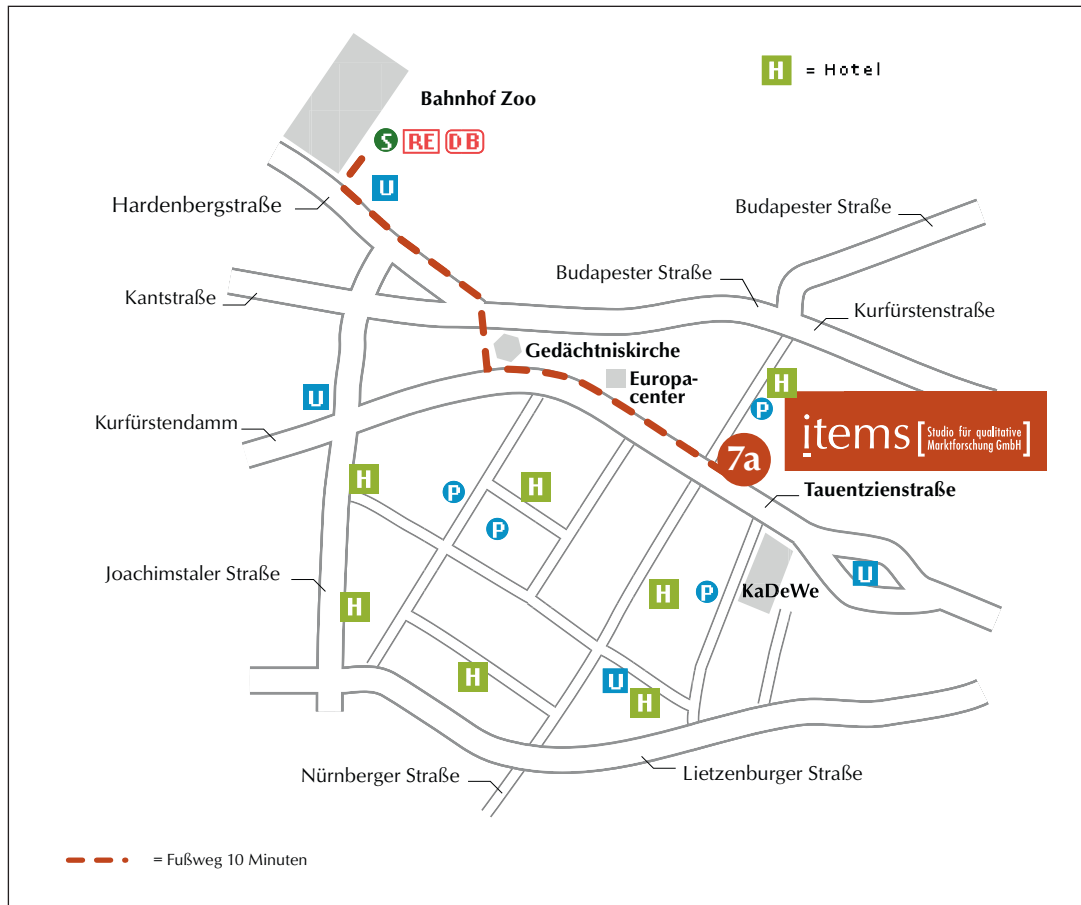 H = Hotel
Bahnhof Zoo
S RE DB
U
Hardenbergstraße
Budapester Straße
Budapester Straße
Kantstraße
Kurfürstenstraße
Gedächtniskirche
Europa-
center
H
U
P
Kurfürstendamm
items [Studio für qualitative
Marktforschung GmbH]
7a
H
P
H
Tauentzienstraße
P
Joachimstaler Straße
U
H
P
KaDeWe
H
H
U
H
Nürnberger Straße
Lietzenburger Straße
= Fußweg 10 Minuten